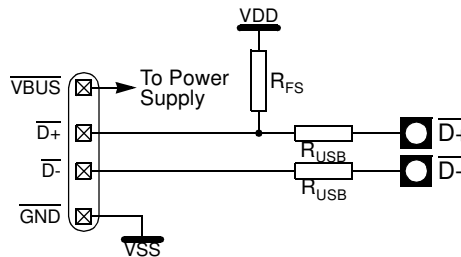 VDD
VBUS
To Power
Supply
RFS
D+
D+
RUSB
D-
D-
RUSB
GND
VSS